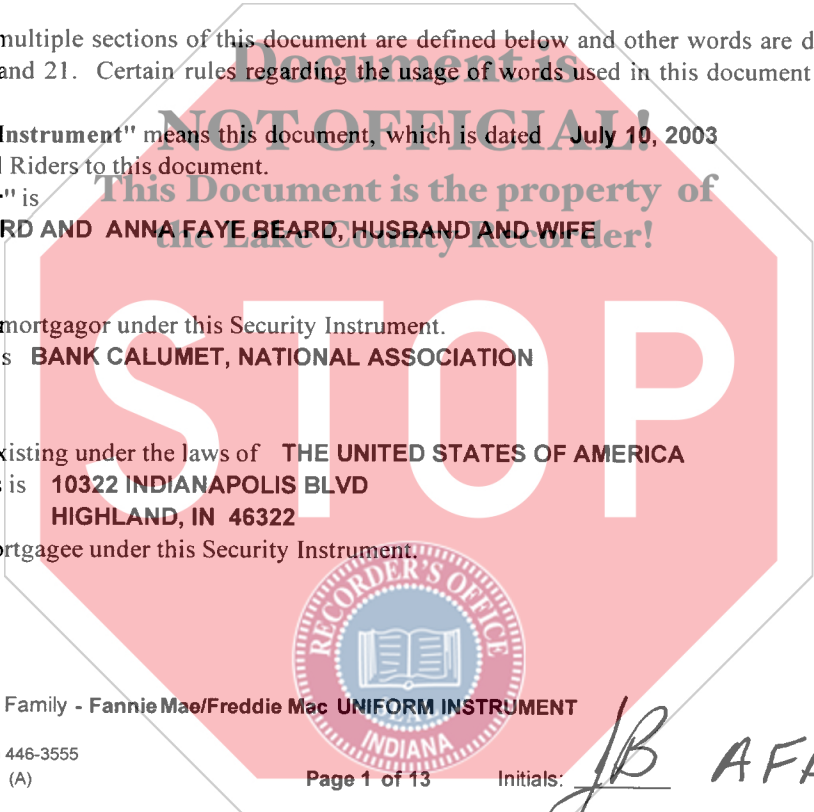 multiple sections of this document are defined below and other words are d
and 21. Certain rules regarding the usage of words used in this document
Document is
NOT OFFICIAL!
This Document is the property of
the Lake County Recorder!
Instrument" means this document, which is dated July 10, 2003
Riders to this document.
" is
RD AND ANNA FAYE BEARD, HUSBAND AND WIFE
mortgagor under this Security Instrument.
s BANK CALUMET, NATIONAL ASSOCIATION
STOP
xisting under the laws of THE UNITED STATES OF AMERICA
is 10322 INDIANAPOLIS BLVD
HIGHLAND, IN 46322
ortgagee under this Security Instrument.
RECORDER'S OFFICE
SEAL
INDIANA
Family - Fannie Mae/Freddie Mac UNIFORM INSTRUMENT
446-3555
(A)
Page 1 of 13 Initials: JB AFA